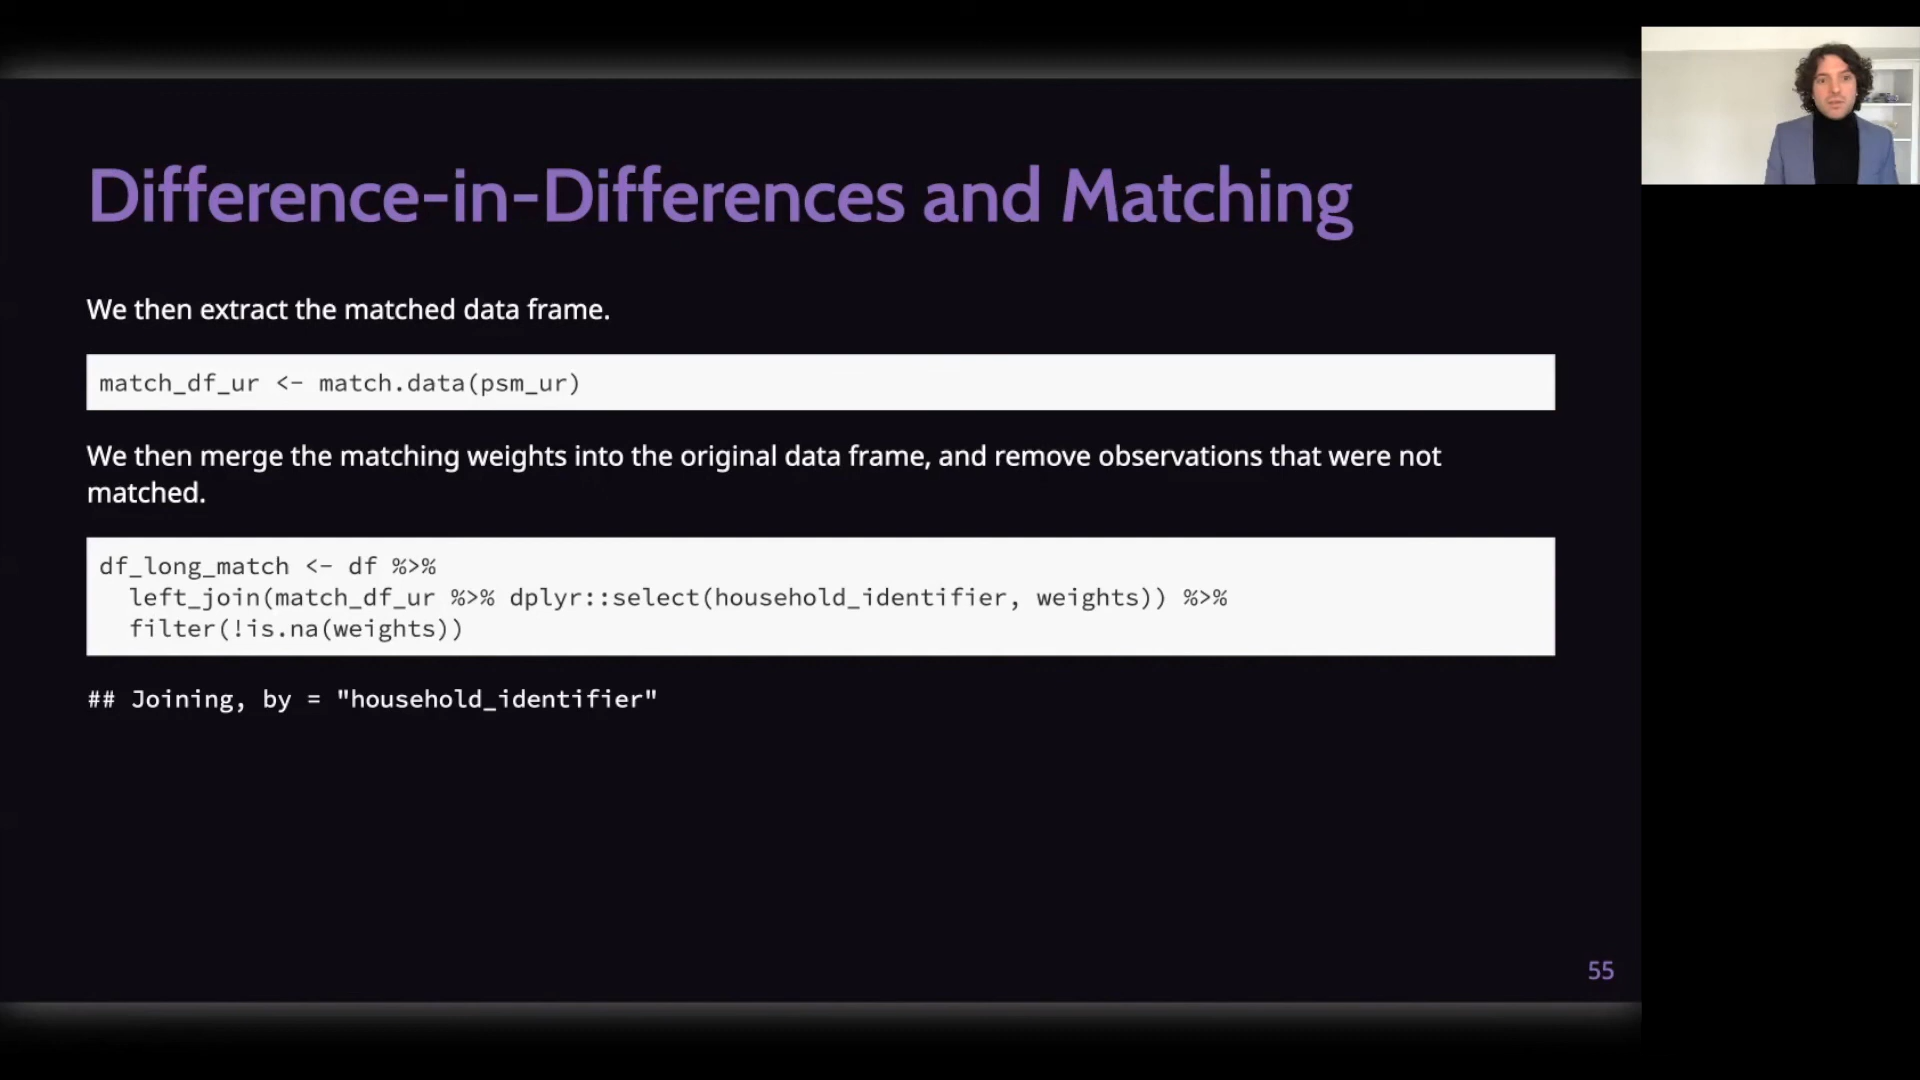 Difference-in-Differences and Matching
We then extract the matched data frame.
match_df_ur <- match.data(psm_ur)
We then merge the matching weights into the original data frame, and remove observations that were not
matched.
df_long_match <- df %>%
  left_join(match_df_ur %>% dplyr::select(household_identifier, weights)) %>%
  filter(!is.na(weights))
## Joining, by = "household_identifier"
55